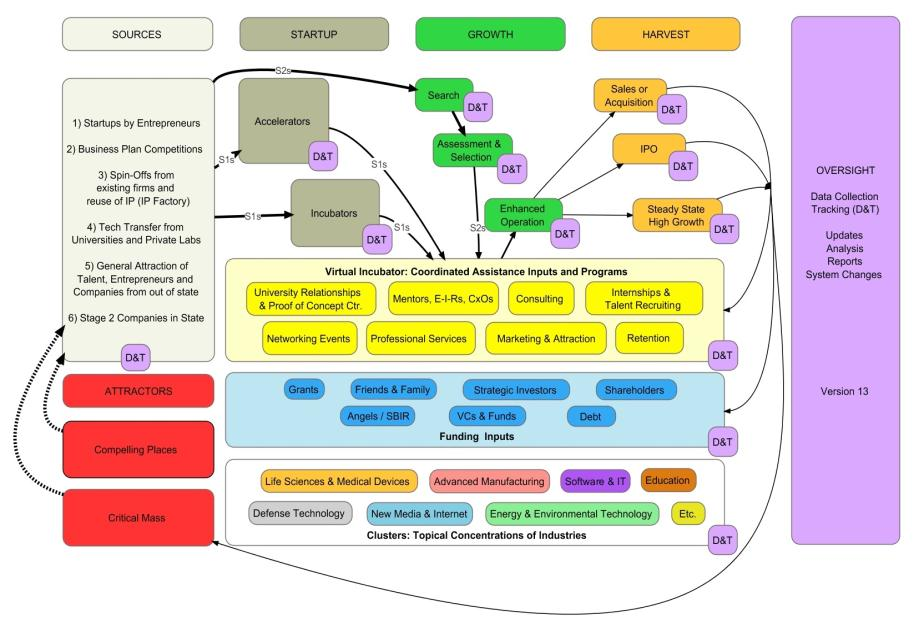 SOURCES
STARTUP
GROWTH
HARVEST
S2s
Search
D&T
Sales or
Acquisition
D&T
1) Startups by Entrepreneurs
2) Business Plan Competitions
3) Spin-Offs from
existing firms and
reuse of IP (IP Factory)
4) Tech Transfer from
Universities and Private Labs
5) General Attraction of
Talent, Entrepreneurs and
Companies from out of state
6) Stage 2 Companies in State
D&T
Accelerators
D&T
S1s
S1s
Assessment &
Selection
D&T
IPO
D&T
Incubators
D&T
S1s
S1s
S2s
Enhanced
Operation
D&T
Steady State
High Growth
D&T
OVERSIGHT
Data Collection
Tracking (D&T)
Updates
Analysis
Reports
System Changes
Version 13
Virtual Incubator: Coordinated Assistance Inputs and Programs
University Relationships
& Proof of Concept Ctr.
Mentors, E-I-Rs, CxOs
Consulting
Internships &
Talent Recruiting
Networking Events
Professional Services
Marketing & Attraction
Retention
D&T
ATTRACTORS
Compelling Places
Critical Mass
Grants
Friends & Family
Strategic Investors
Shareholders
Angels / SBIR
VCs & Funds
Debt
Funding Inputs
D&T
Life Sciences & Medical Devices
Advanced Manufacturing
Software & IT
Education
Defense Technology
New Media & Internet
Energy & Environmental Technology
Etc.
Clusters: Topical Concentrations of Industries
D&T